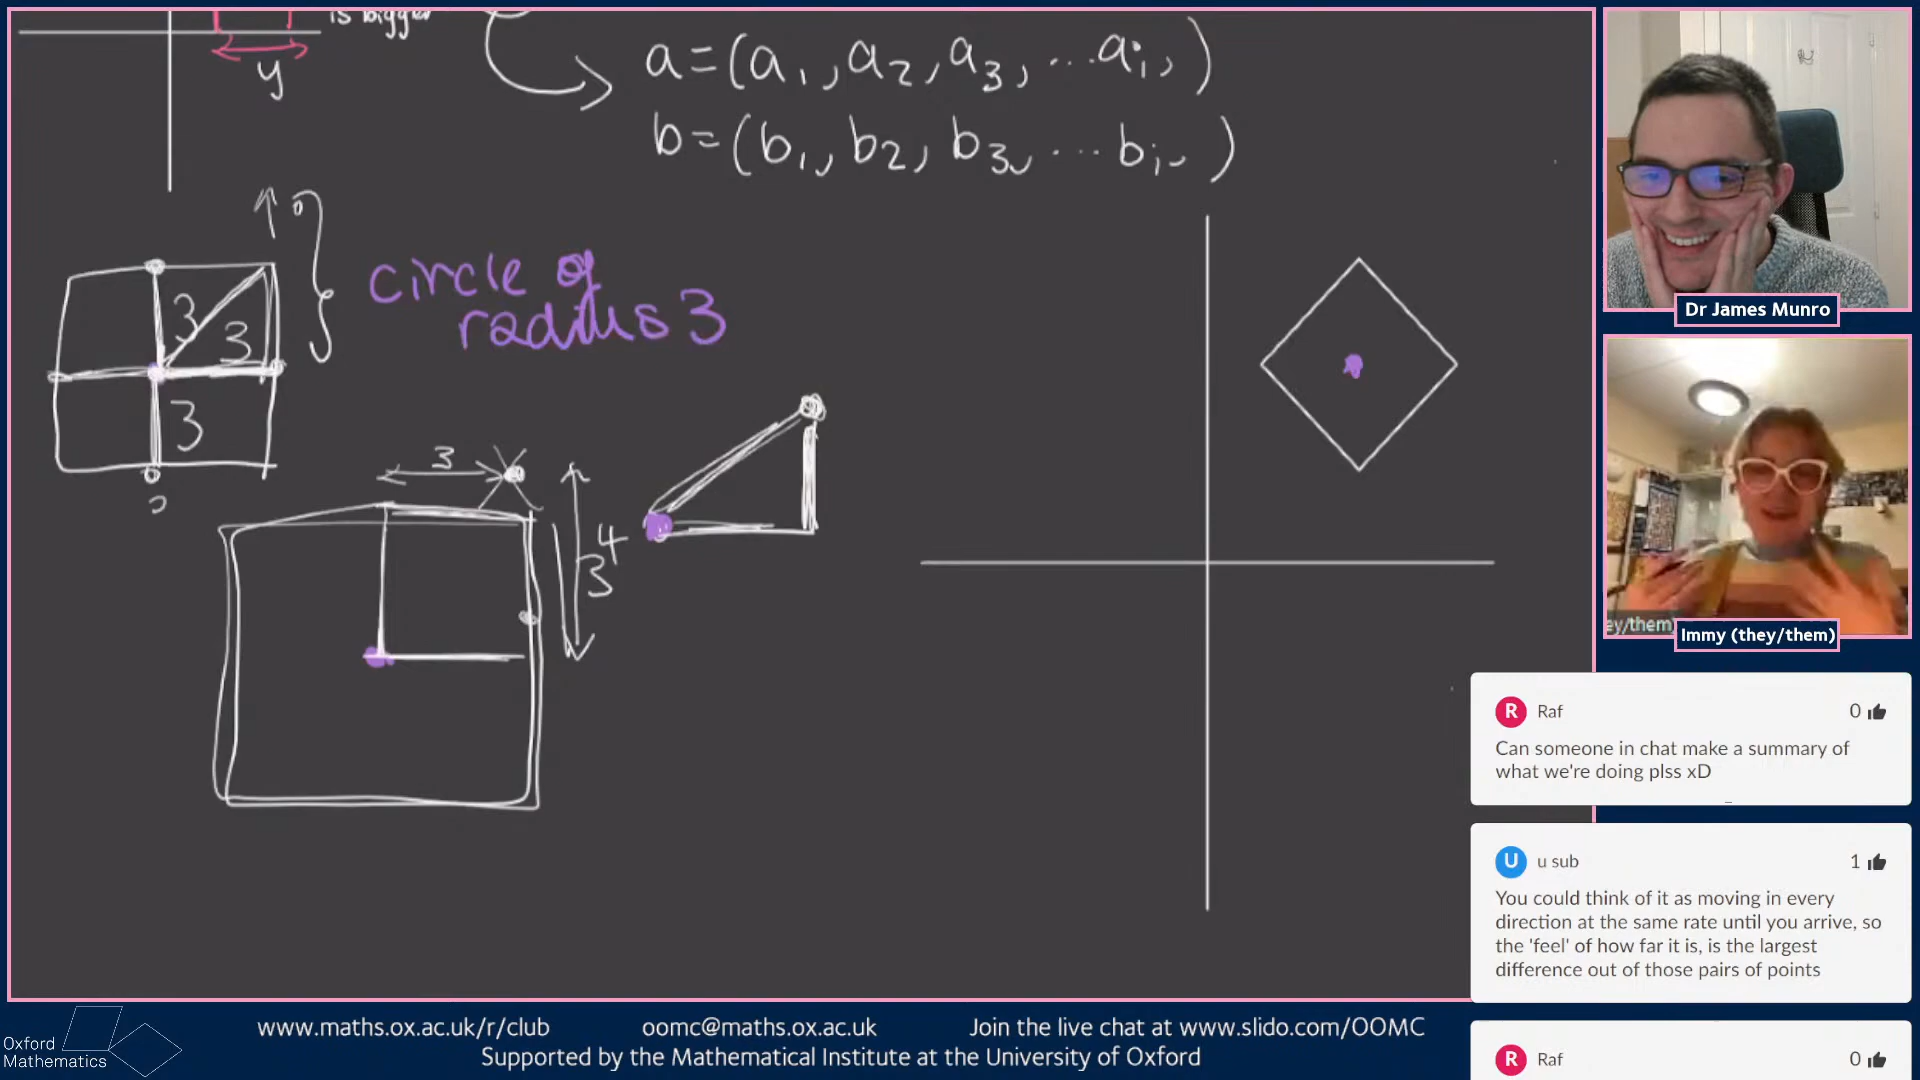 is bigger
y
a=(a1,a2,a3,...ai,)
b=(b1,b2,b3,...bi,)
3
3
3
circle of
radius 3
3
4
3
Dr James Munro
ey/them)
Immy (they/them)
R Raf 0
Can someone in chat make a summary of
what we're doing plss xD
U u sub 1
You could think of it as moving in every
direction at the same rate until you arrive, so
the 'feel' of how far it is, is the largest
difference out of those pairs of points
R Raf 0
Oxford
Mathematics
www.maths.ox.ac.uk/r/club oomc@maths.ox.ac.uk Join the live chat at www.slido.com/OOMC
Supported by the Mathematical Institute at the University of Oxford